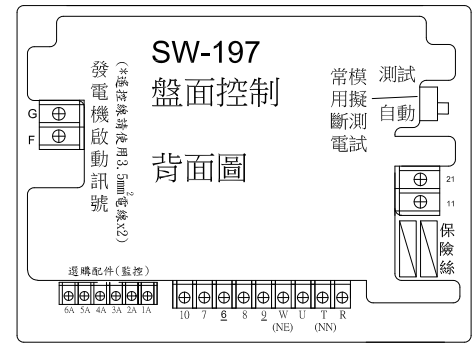 SW-197
盤面控制
背面圖
發電機啟動訊號
(*遙控線請使用3.5mm²電線x2)
G
F
常用斷電
模擬測試
測試
自動
21
11
保險絲
選購配件(監控)
6A 5A 4A 3A 2A 1A
10 7 6 8 9 W U T R
(NE) (NN)